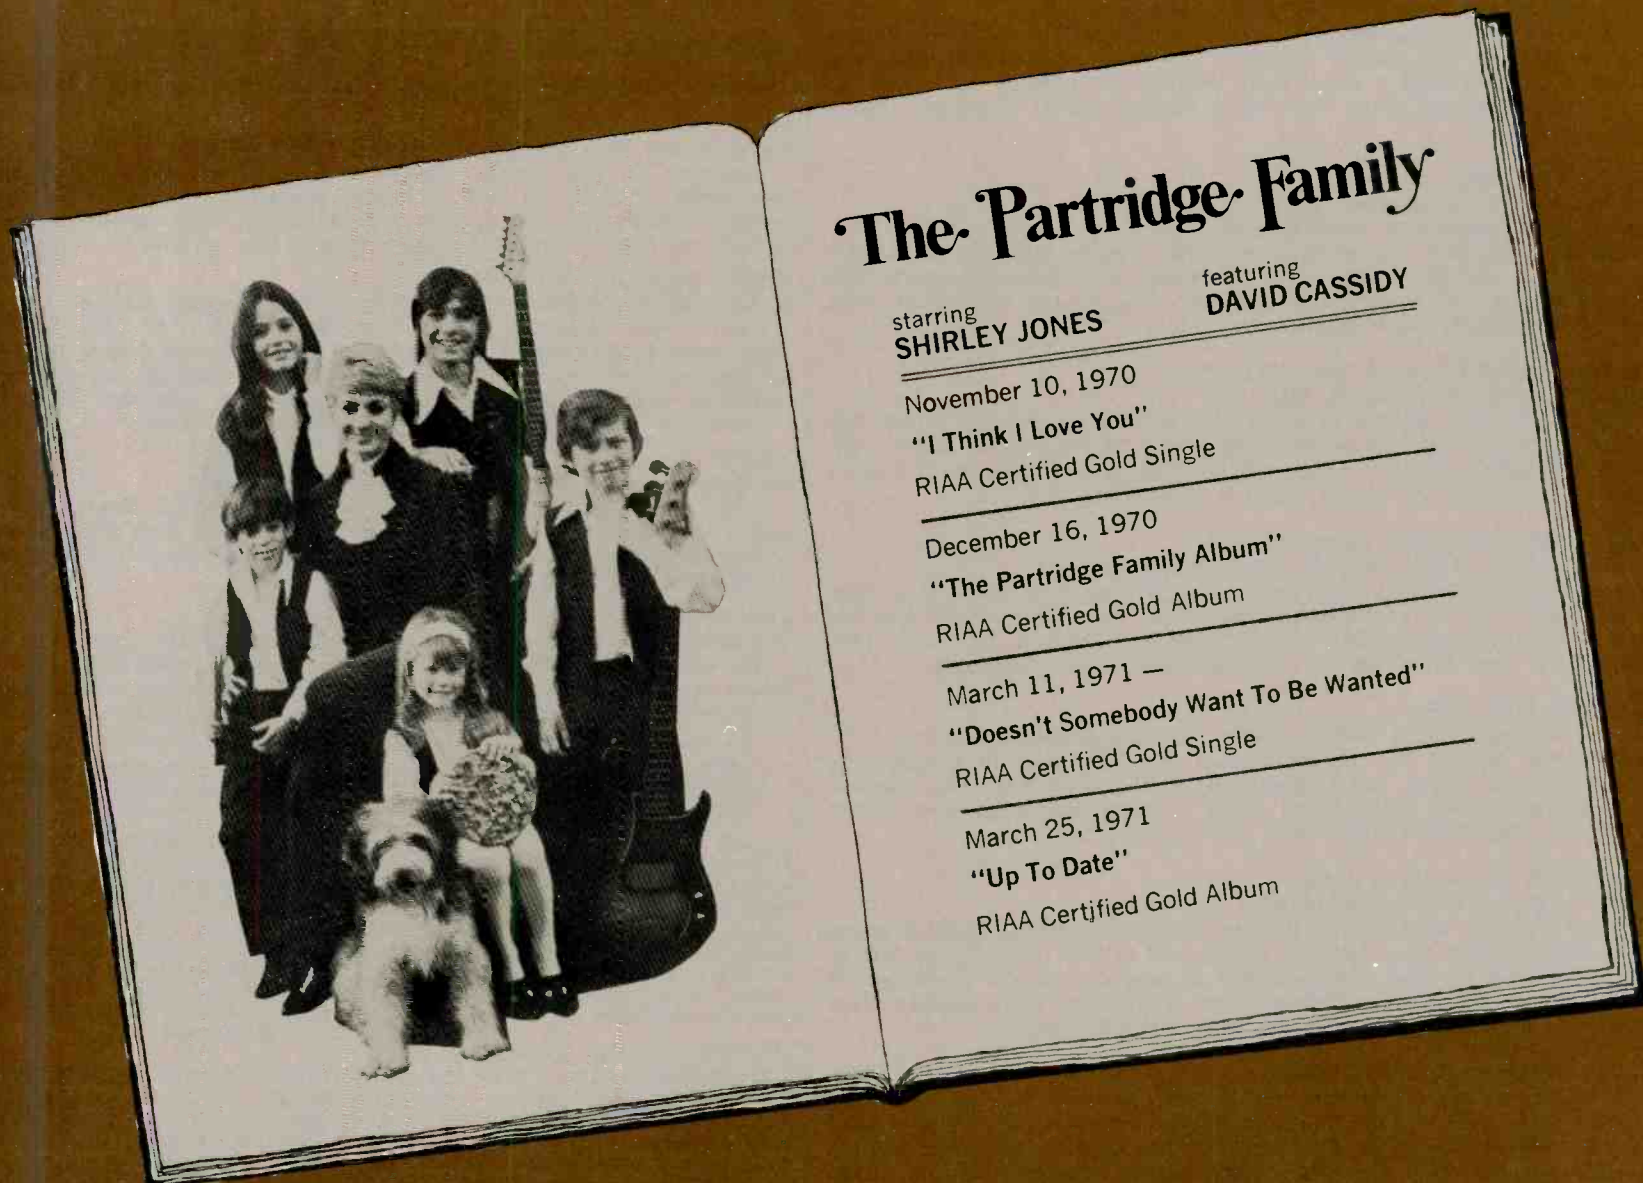 The Partridge Family
starring
SHIRLEY JONES
featuring
DAVID CASSIDY
November 10, 1970
“I Think I Love You”
RIAA Certified Gold Single
December 16, 1970
“The Partridge Family Album”
RIAA Certified Gold Album
March 11, 1971 —
“Doesn't Somebody Want To Be Wanted”
RIAA Certified Gold Single
March 25, 1971
“Up To Date”
RIAA Certified Gold Album